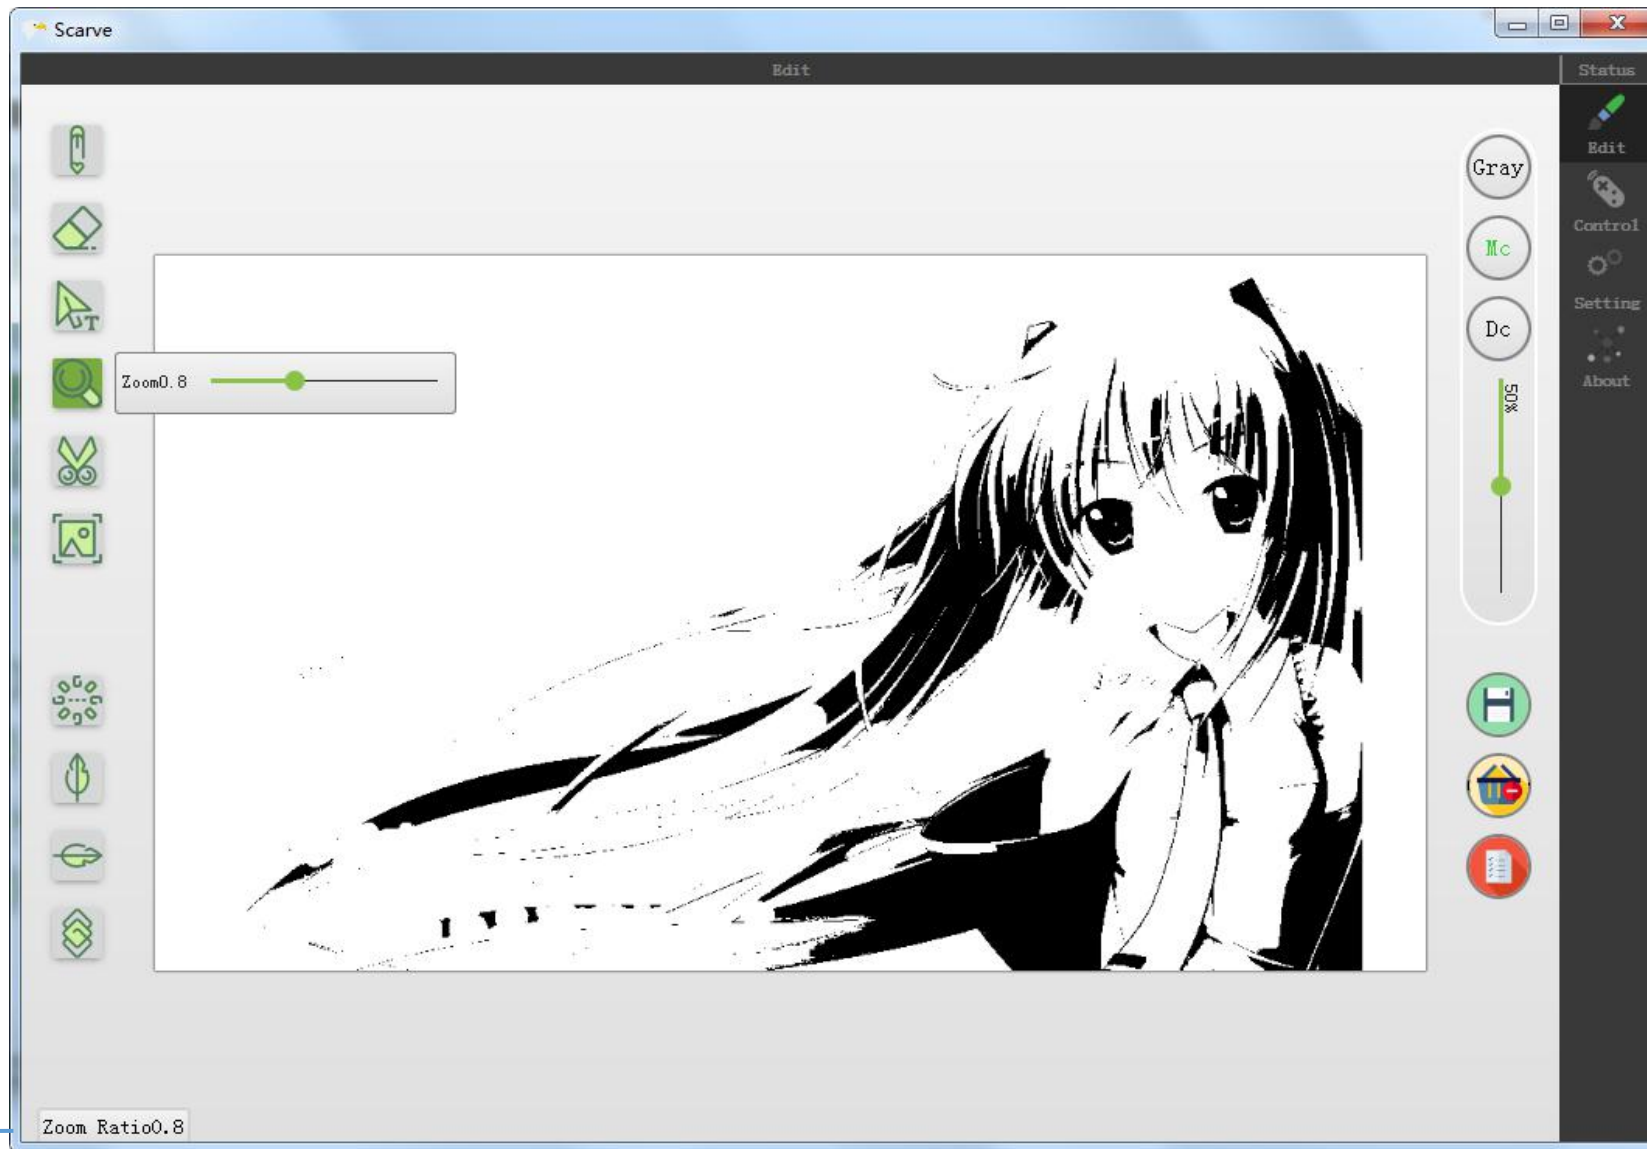 Scarve
Edit
Status
Edit
Control
Setting
About
Gray
Mc
Dc
50%
T
Zoom0.8
Zoom Ratio0.8